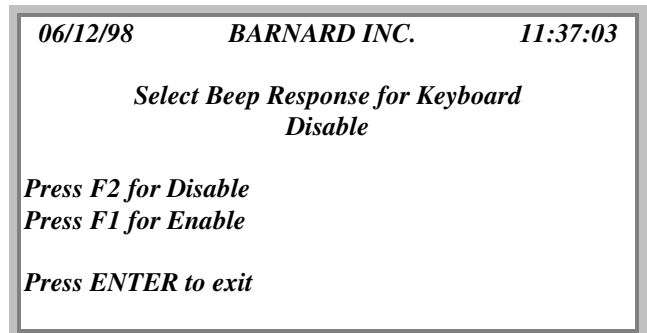 06/12/98 BARNARD INC. 11:37:03
Select Beep Response for Keyboard
Disable
Press F2 for Disable
Press F1 for Enable
Press ENTER to exit